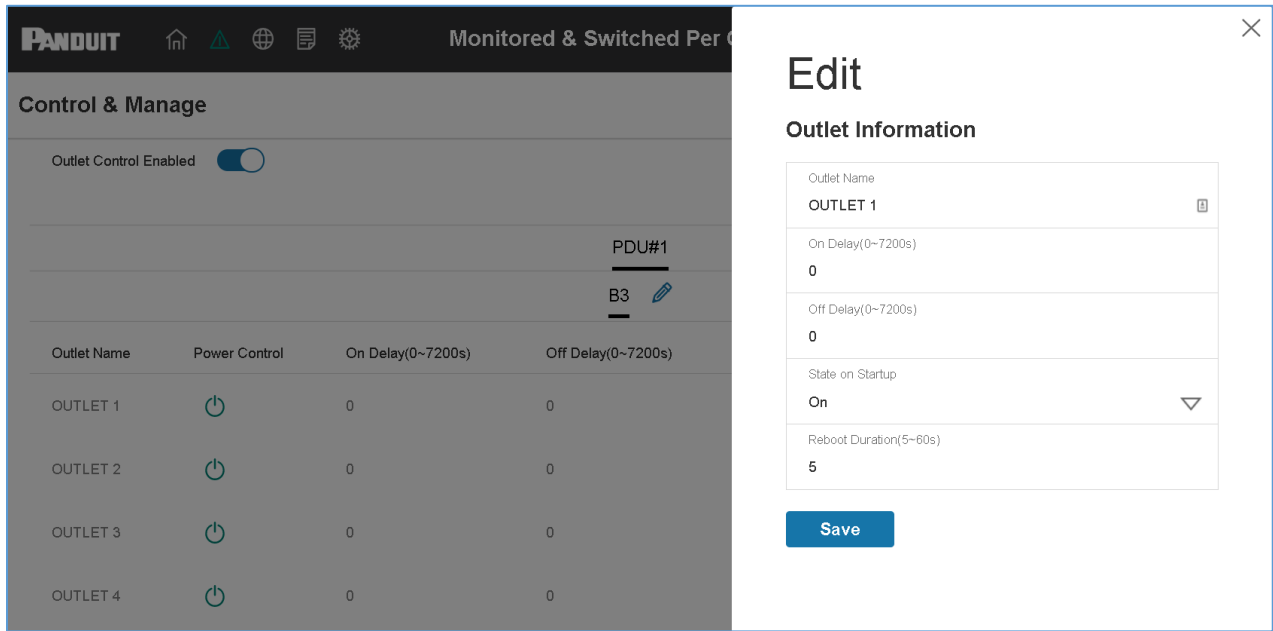 PANDUIT
Monitored & Switched Per
Control & Manage
Outlet Control Enabled
PDU#1
B3
Outlet Name Power Control On Delay(0~7200s) Off Delay(0~7200s)
OUTLET 1 0 0
OUTLET 2 0 0
OUTLET 3 0 0
OUTLET 4 0 0
Edit
Outlet Information
Outlet Name
OUTLET 1
On Delay(0~7200s)
0
Off Delay(0~7200s)
0
State on Startup
On
Reboot Duration(5~60s)
5
Save